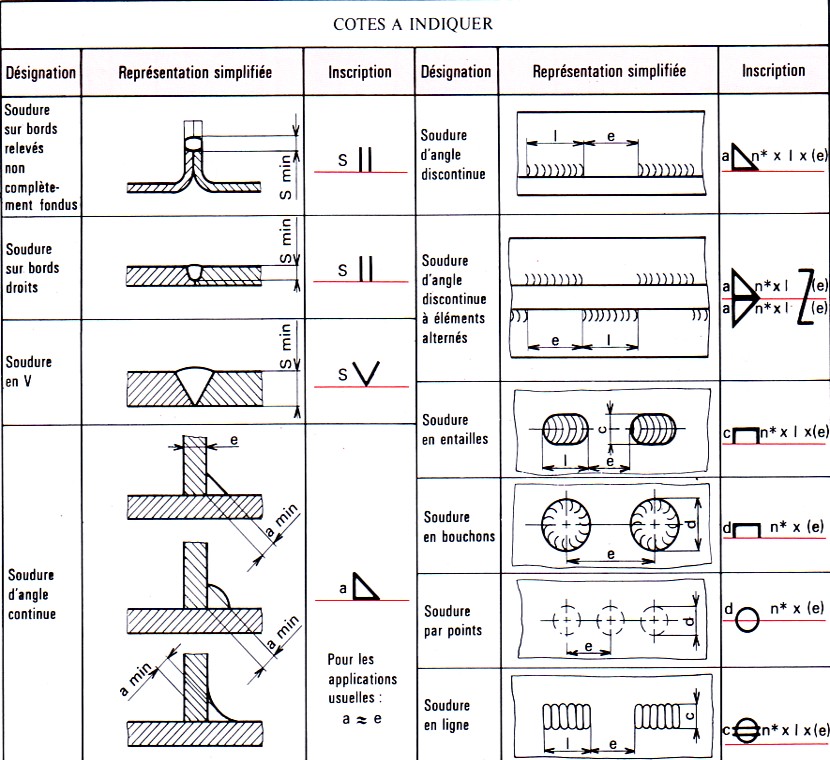 COTES A INDIQUER
Désignation
Représentation simplifiée
Inscription
Désignation
Représentation simplifiée
Inscription
Soudure
sur bords
relevés
non
complète-
ment fondus
S min
S
Soudure
sur bords
droits
S min
S
Soudure
en V
S min
S
Soudure
d'angle
continue
e
a min
a min
a min
a
Pour les
applications
usuelles :
a ≈ e
Soudure
d'angle
discontinue
l
e
a n* x l x (e)
Soudure
d'angle
discontinue
à éléments
alternés
e
l
a n* x l (e)
a n* x l (e)
Soudure
en entailles
c
l
e
c n* x l x(e)
Soudure
en bouchons
d
e
d n* x (e)
Soudure
par points
d
e
d n* x (e)
Soudure
en ligne
c
l
e
c n* x l x (e)